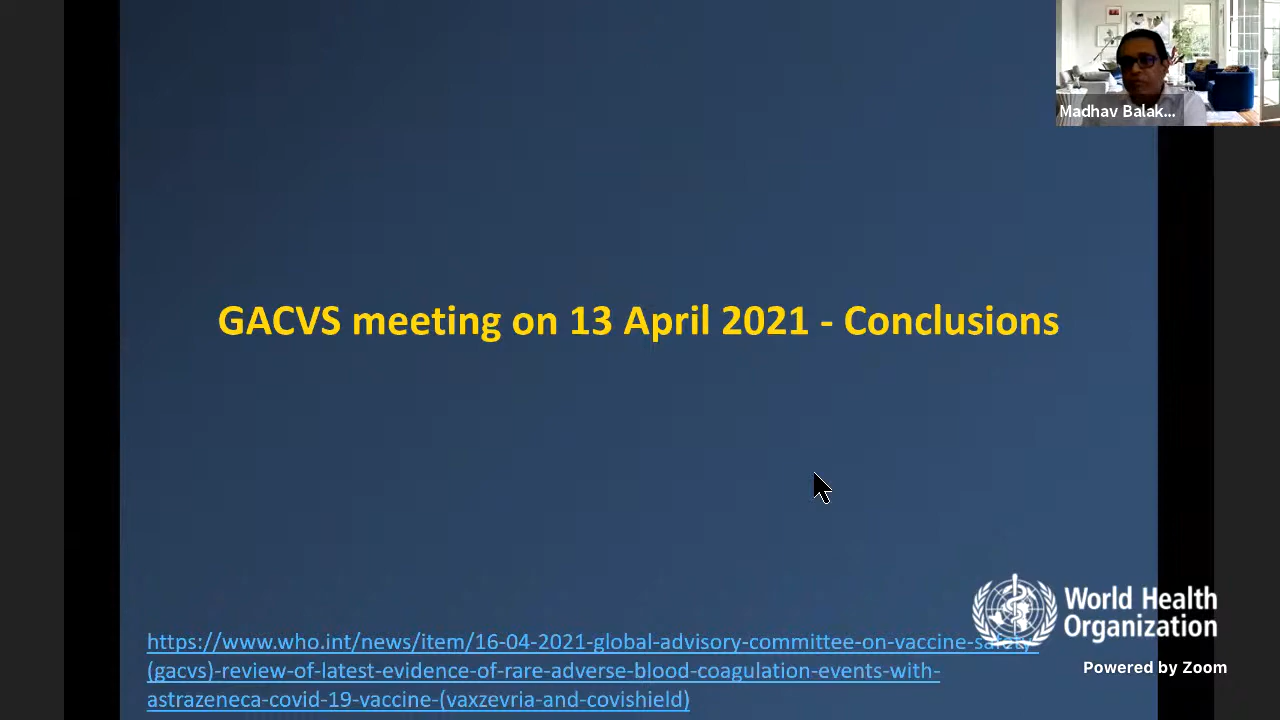 Madhav Balak...
GACVS meeting on 13 April 2021 - Conclusions
World Health
Organization
https://www.who.int/news/item/16-04-2021-global-advisory-committee-on-vaccine-safety-
(gacvs)-review-of-latest-evidence-of-rare-adverse-blood-coagulation-events-with-
astrazeneca-covid-19-vaccine-(vaxzevria-and-covishield)
Powered by Zoom